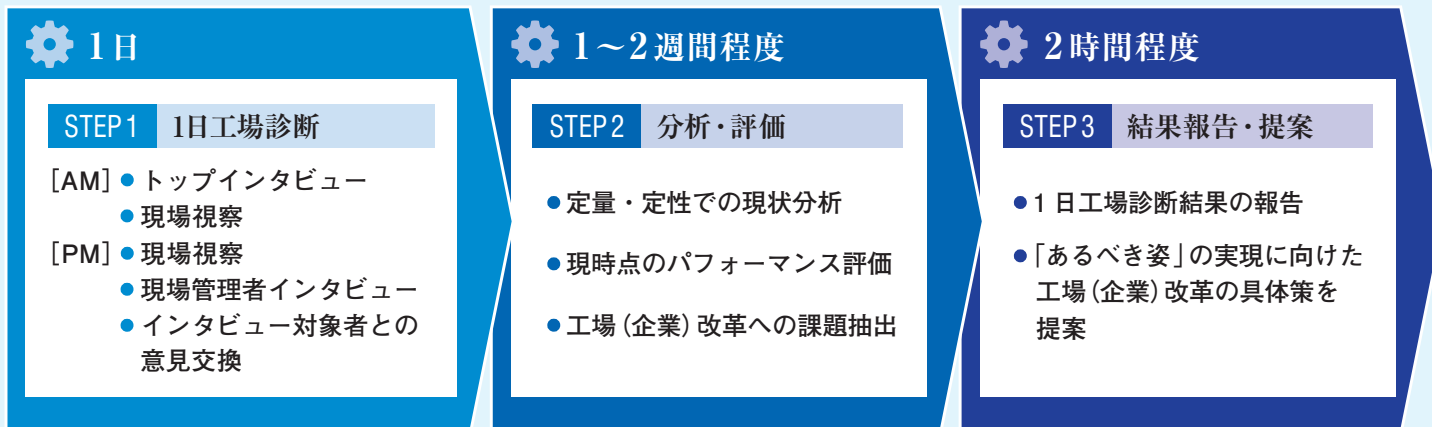 1日
STEP1 1日工場診断
[AM] ● トップインタビュー
● 現場視察
[PM] ● 現場視察
● 現場管理者インタビュー
● インタビュー対象者との
意見交換
1～2週間程度
STEP2 分析・評価
● 定量・定性での現状分析
● 現時点のパフォーマンス評価
● 工場(企業)改革への課題抽出
2時間程度
STEP3 結果報告・提案
● 1日工場診断結果の報告
● 「あるべき姿」の実現に向けた
工場(企業)改革の具体策を
提案